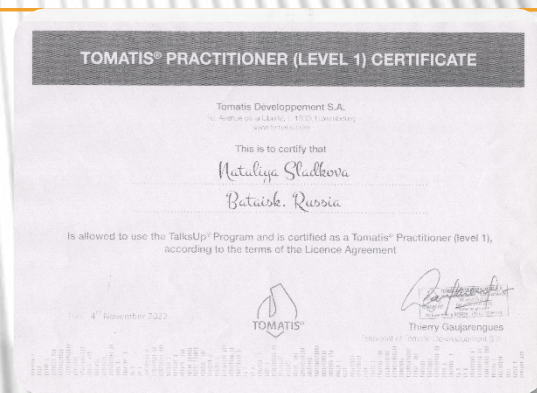 TOMATIS® PRACTITIONER (LEVEL 1) CERTIFICATE
Tomatis Développement S.A.
This is to certify that
Nataliya Sladkova
Bataisk. Russia
Is allowed to use the TalksUp® Program and is certified as a Tomatis® Practitioner (level 1),
according to the terms of the Licence Agreement
4th November
TOMATIS®
Thierry Gaujarengues